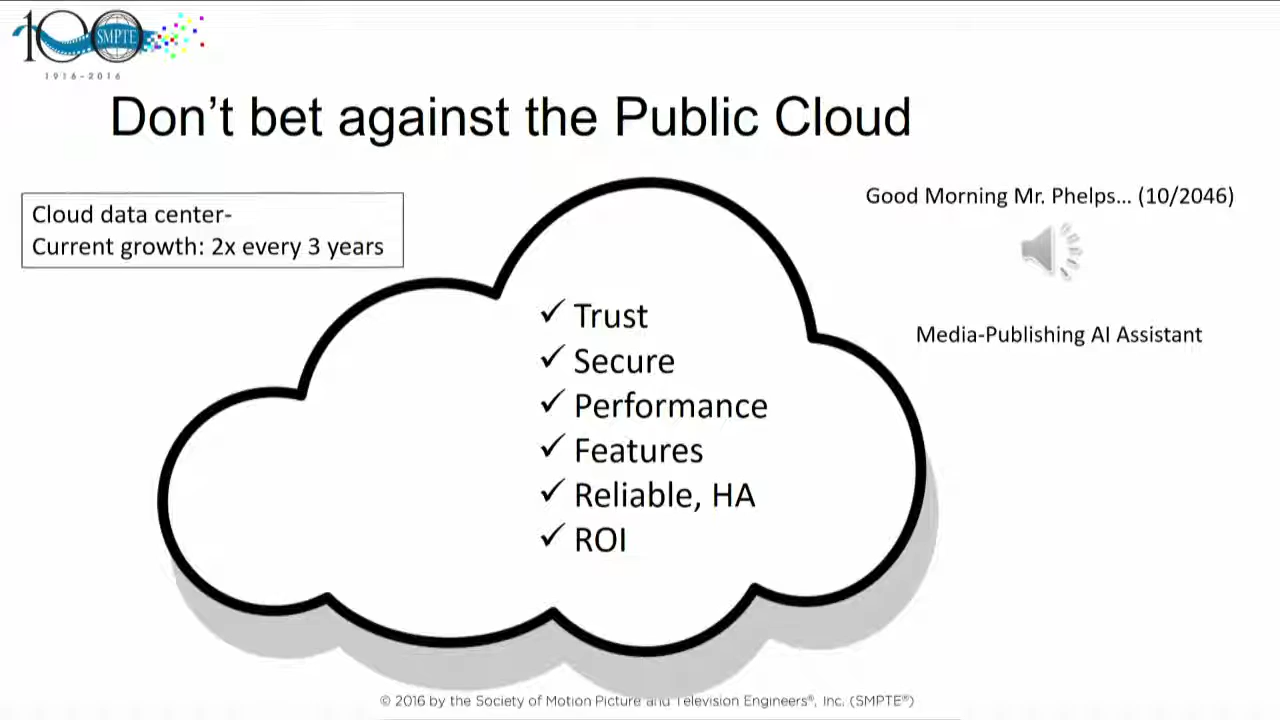 100 SMPTE
1916-2016
Don't bet against the Public Cloud
Cloud data center-
Current growth: 2x every 3 years
Good Morning Mr. Phelps... (10/2046)
Media-Publishing AI Assistant
✓ Trust
✓ Secure
✓ Performance
✓ Features
✓ Reliable, HA
✓ ROI
© 2016 by the Society of Motion Picture and Television Engineers®, Inc. (SMPTE®)